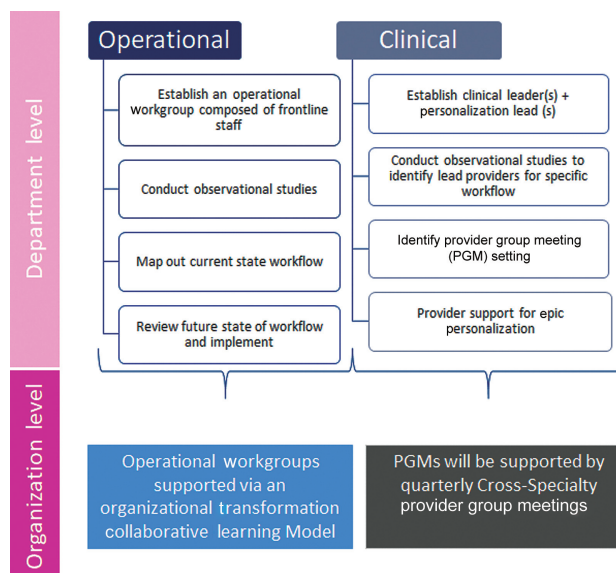 Operational
Clinical
Department level
Establish an operational
workgroup composed of frontline
staff
Conduct observational studies
Map out current state workflow
Review future state of workflow
and implement
Establish clinical leader(s) +
personalization lead (s)
Conduct observational studies to
identify lead providers for specific
workflow
Identify provider group meeting
(PGM) setting
Provider support for epic
personalization
Organization level
Operational workgroups
supported via an
organizational transformation
collaborative learning Model
PGMs will be supported by
quarterly Cross-Specialty
provider group meetings